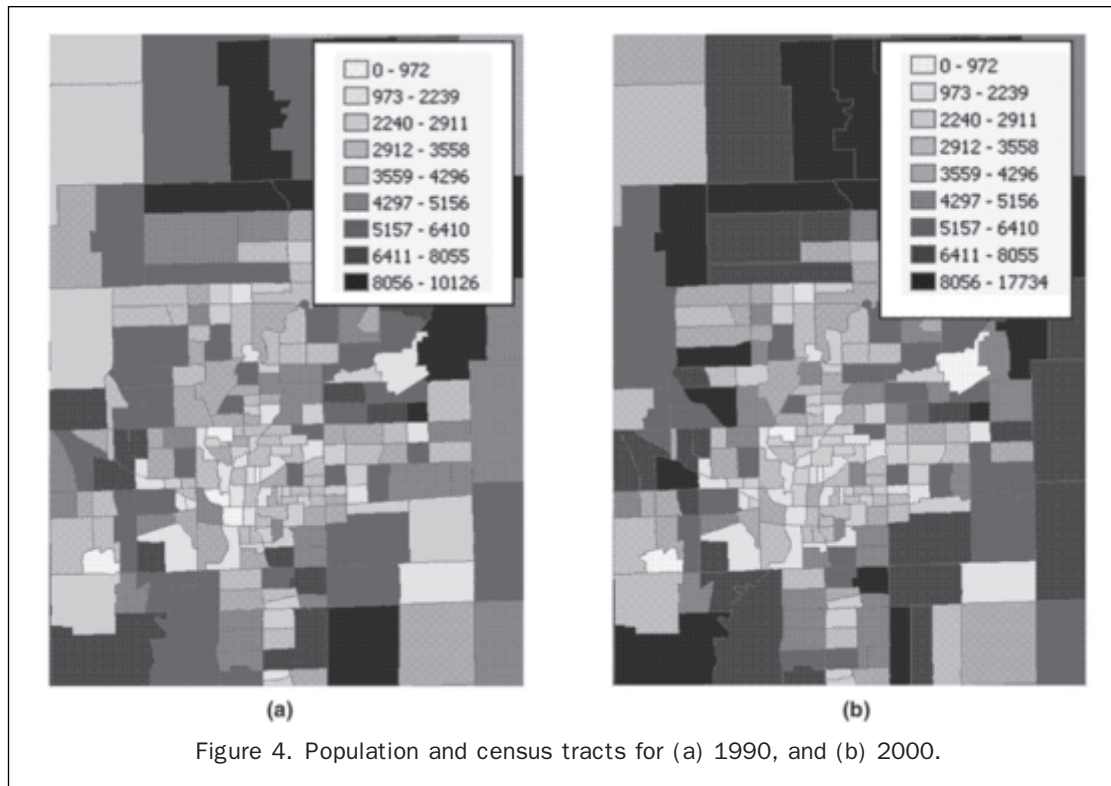 0 - 972
973 - 2239
2240 - 2911
2912 - 3558
3559 - 4296
4297 - 5156
5157 - 6410
6411 - 8055
8056 - 10126
0 - 972
973 - 2239
2240 - 2911
2912 - 3558
3559 - 4296
4297 - 5156
5157 - 6410
6411 - 8055
8056 - 17734
(a)
(b)
Figure 4. Population and census tracts for (a) 1990, and (b) 2000.